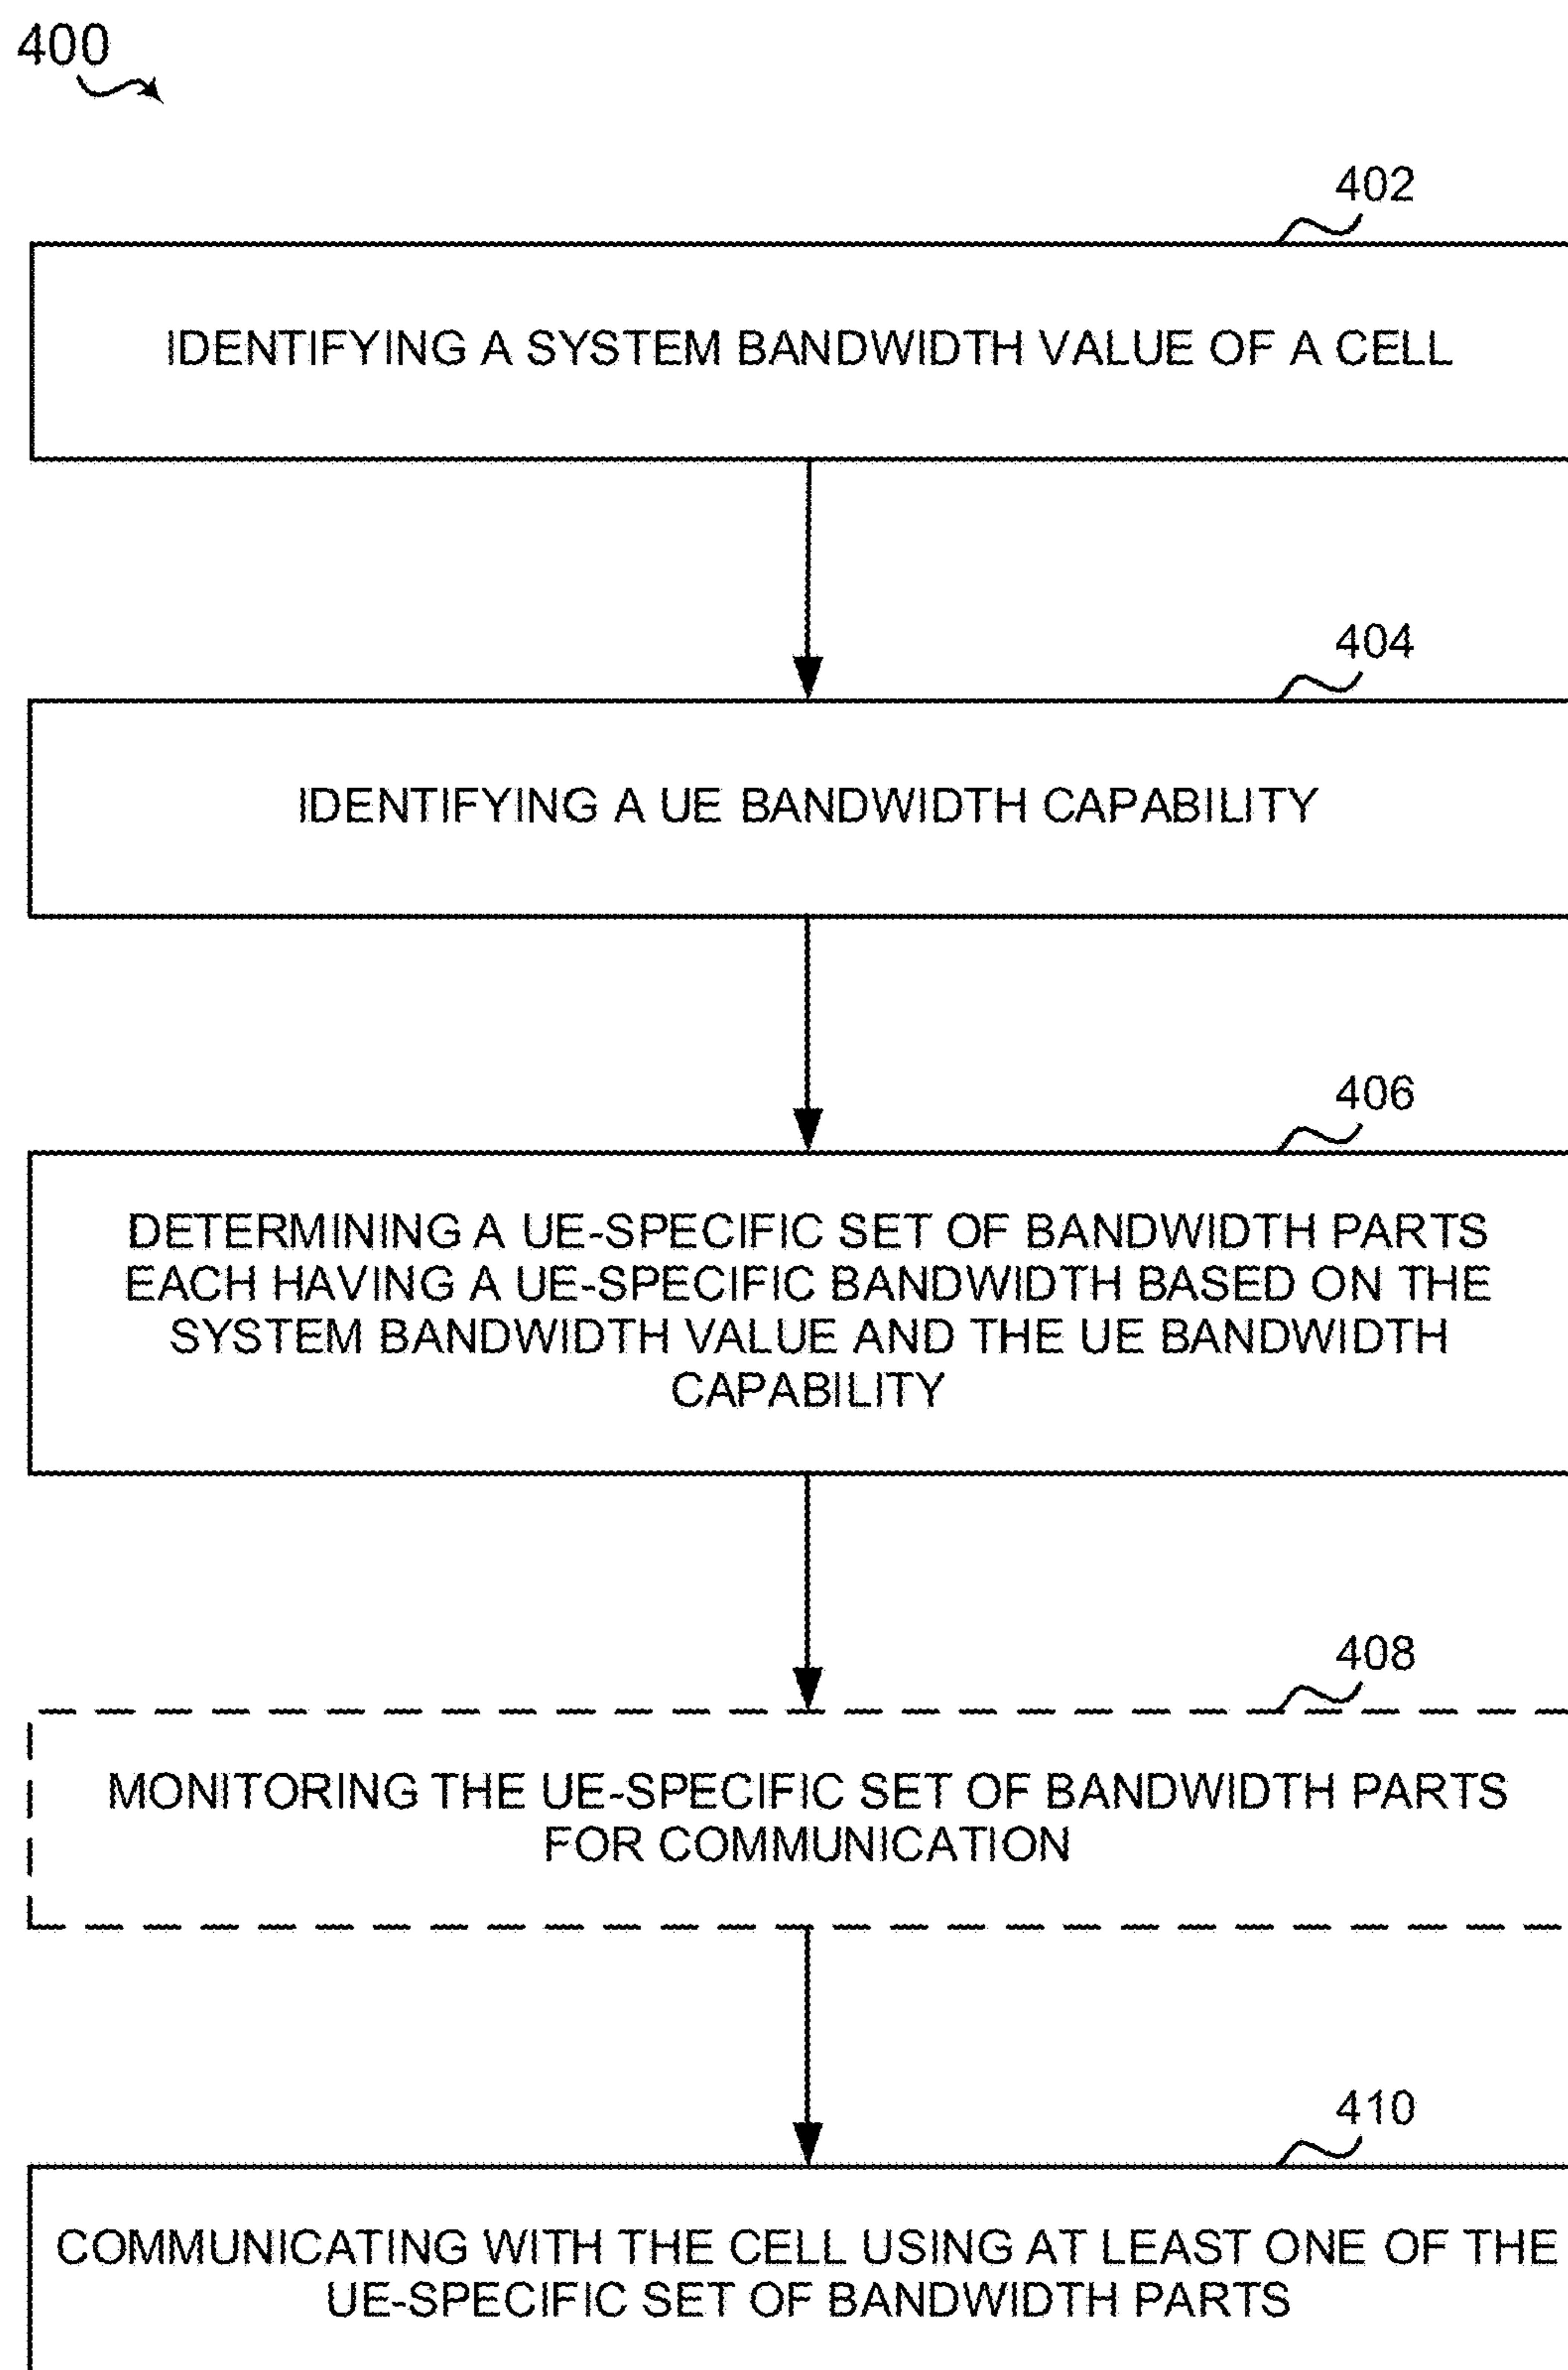 400
402
IDENTIFYING A SYSTEM BANDWIDTH VALUE OF A CELL
404
IDENTIFYING A UE BANDWIDTH CAPABILITY
406
DETERMINING A UE-SPECIFIC SET OF BANDWIDTH PARTS
EACH HAVING A UE-SPECIFIC BANDWIDTH BASED ON THE
SYSTEM BANDWIDTH VALUE AND THE UE BANDWIDTH
CAPABILITY
408
MONITORING THE UE-SPECIFIC SET OF BANDWIDTH PARTS
FOR COMMUNICATION
410
COMMUNICATING WITH THE CELL USING AT LEAST ONE OF THE
UE-SPECIFIC SET OF BANDWIDTH PARTS